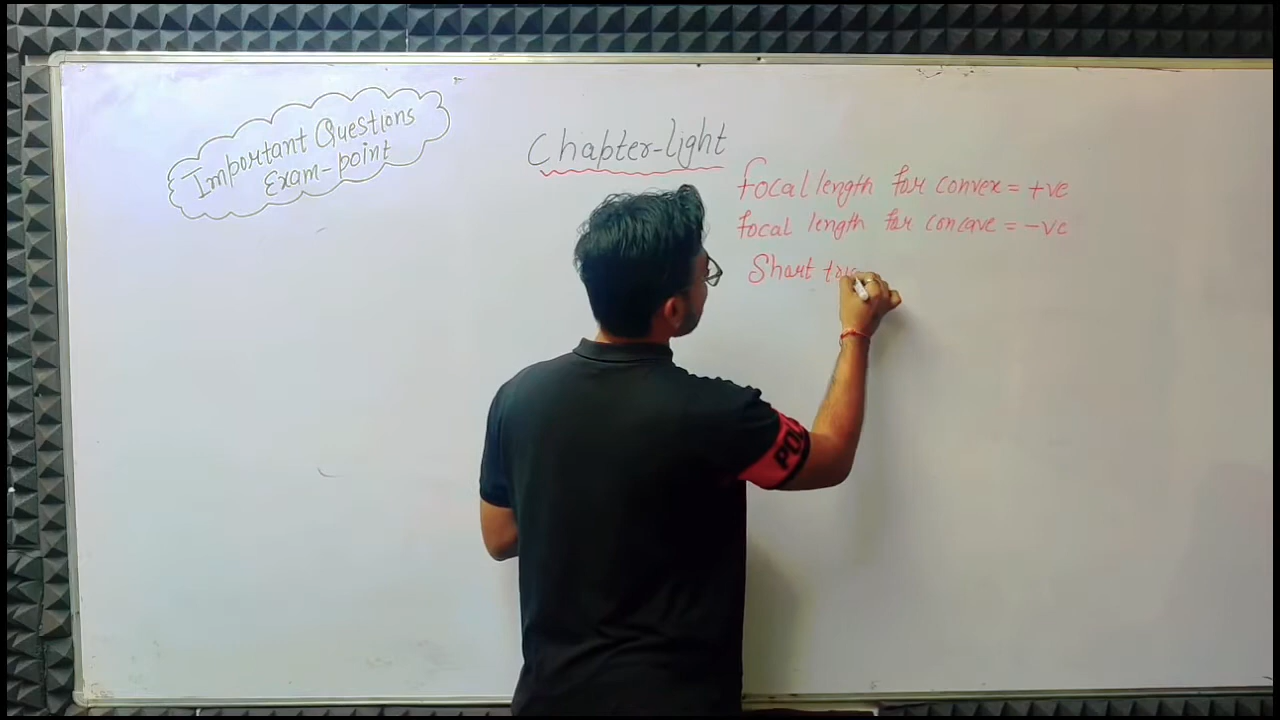 Important Questions
Exam-point
Chapter-light
focal length for convex = +ve
focal length for concave = -ve
Short